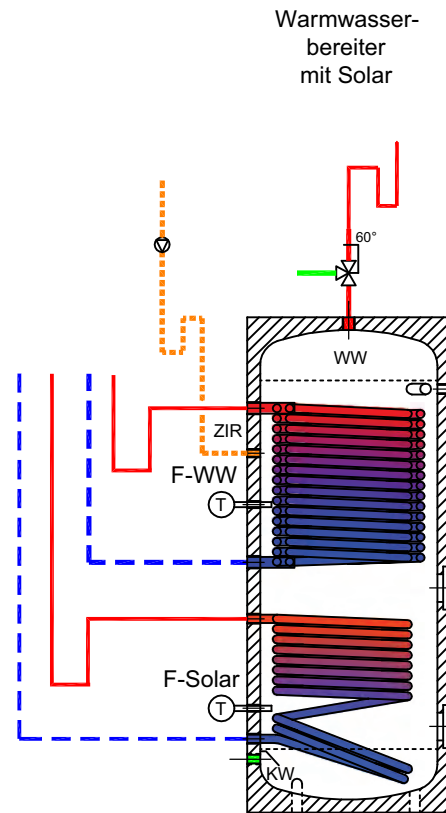 Warmwasser-
bereiter
mit Solar
60°
WW
ZIR
F-WW
T
F-Solar
T
KW